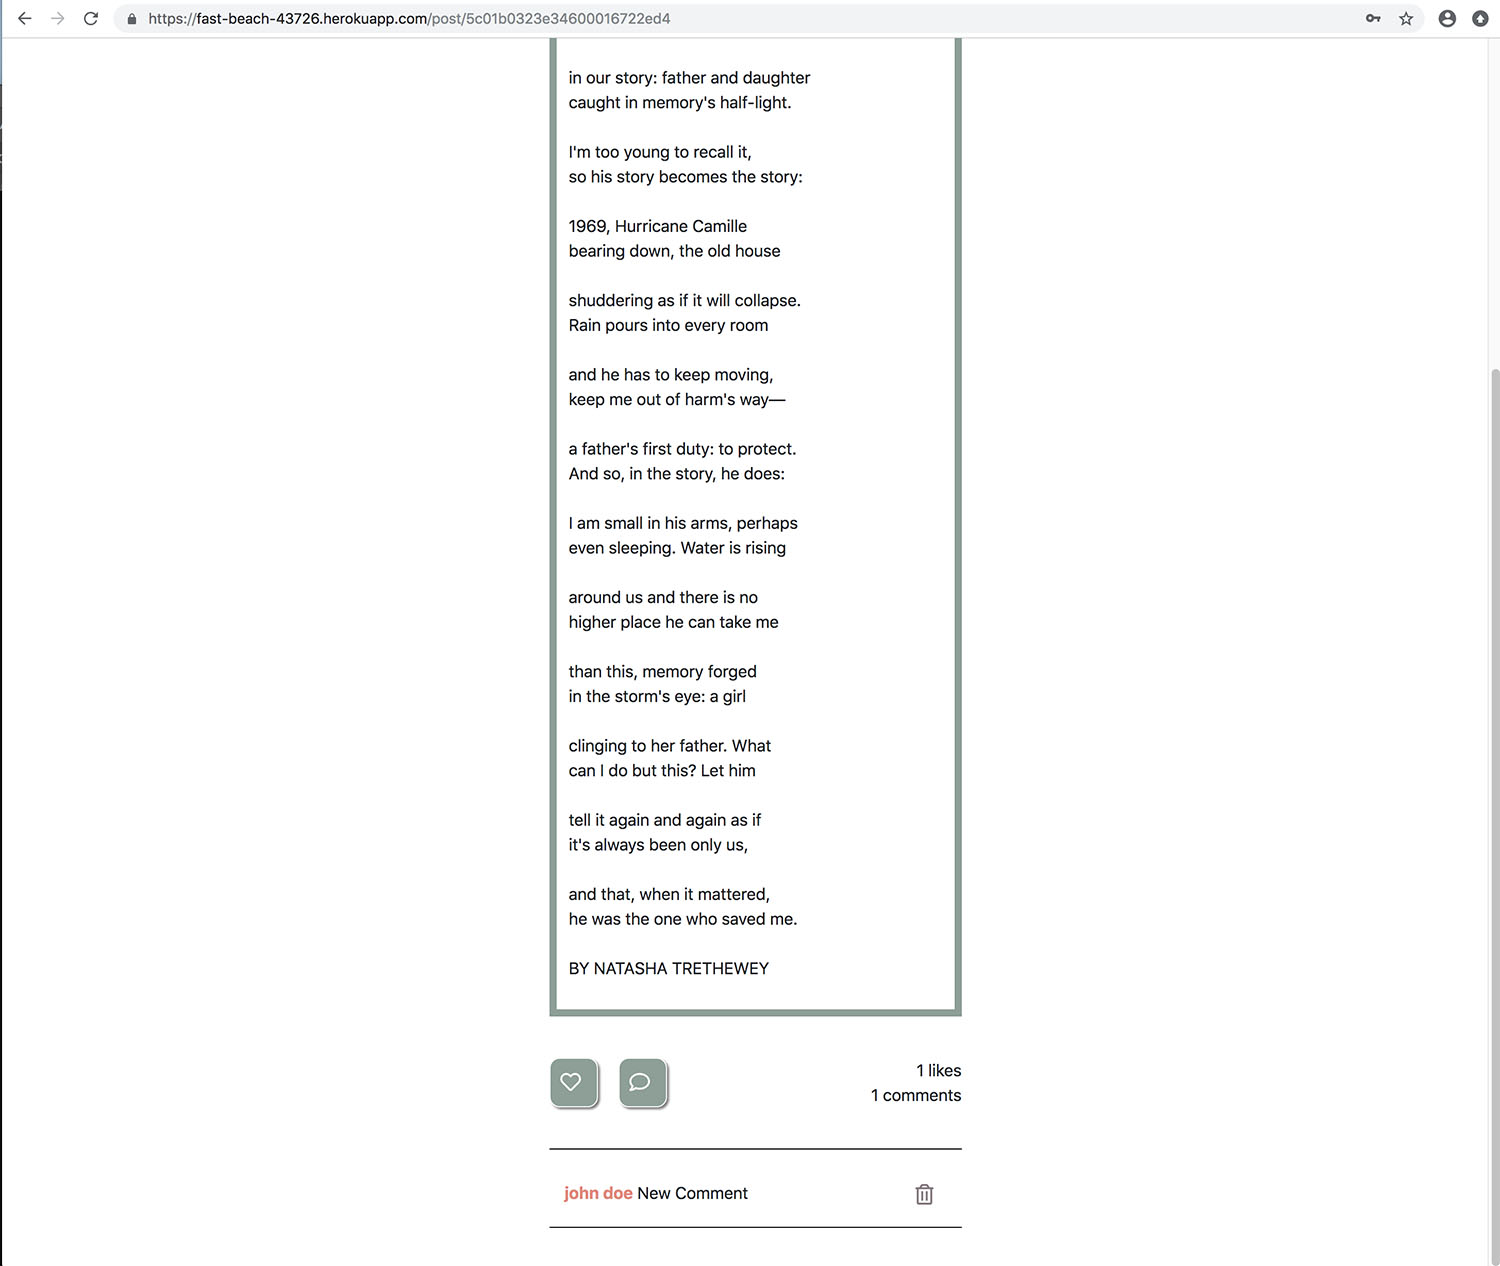 https://fast-beach-43726.herokuapp.com/post/5c01b0323e34600016722ed4
in our story: father and daughter
caught in memory's half-light.
I'm too young to recall it,
so his story becomes the story:
1969, Hurricane Camille
bearing down, the old house
shuddering as if it will collapse.
Rain pours into every room
and he has to keep moving,
keep me out of harm's way—
a father's first duty: to protect.
And so, in the story, he does:
I am small in his arms, perhaps
even sleeping. Water is rising
around us and there is no
higher place he can take me
than this, memory forged
in the storm's eye: a girl
clinging to her father. What
can I do but this? Let him
tell it again and again as if
it's always been only us,
and that, when it mattered,
he was the one who saved me.
BY NATASHA TRETHEWEY
1 likes
1 comments
john doe New Comment